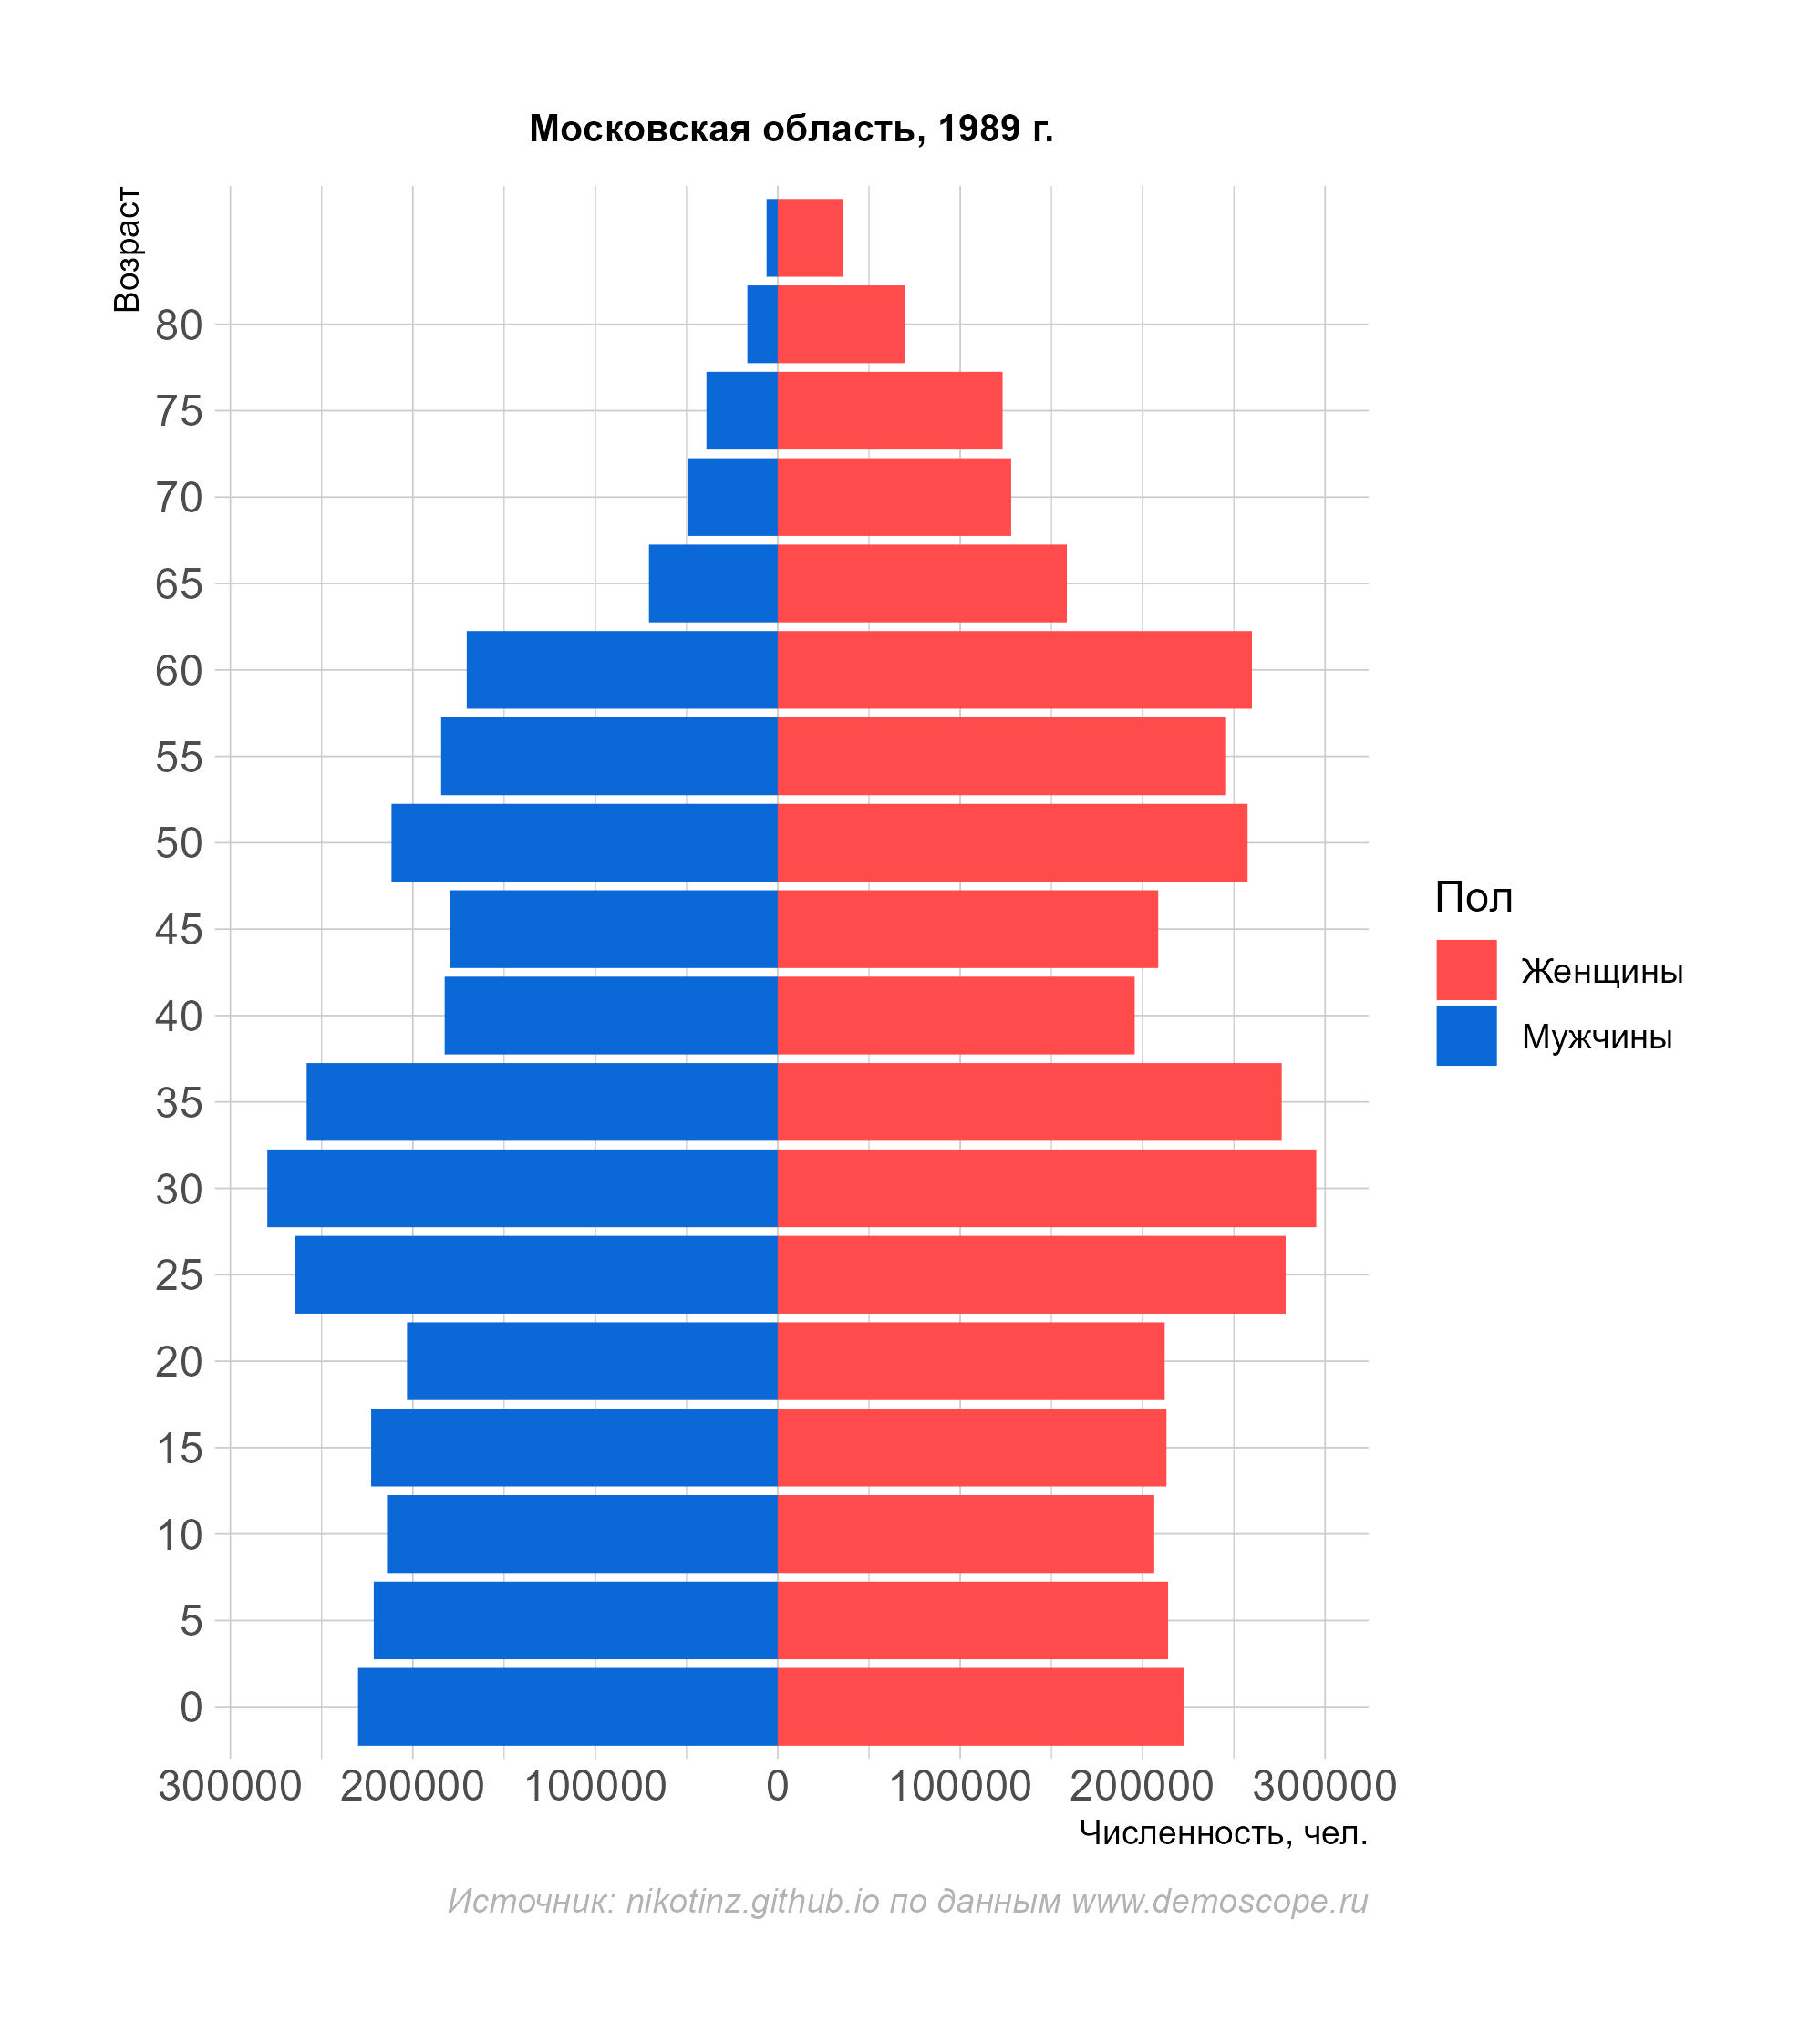 Московская область, 1989 г.
Возраст
80
75
70
65
60
55
50
45
40
35
30
25
20
15
10
5
0
300000 200000 100000 0 100000 200000 300000
Численность, чел.
Пол
Женщины
Мужчины
Источник: nikotinz.github.io по данным www.demoscope.ru